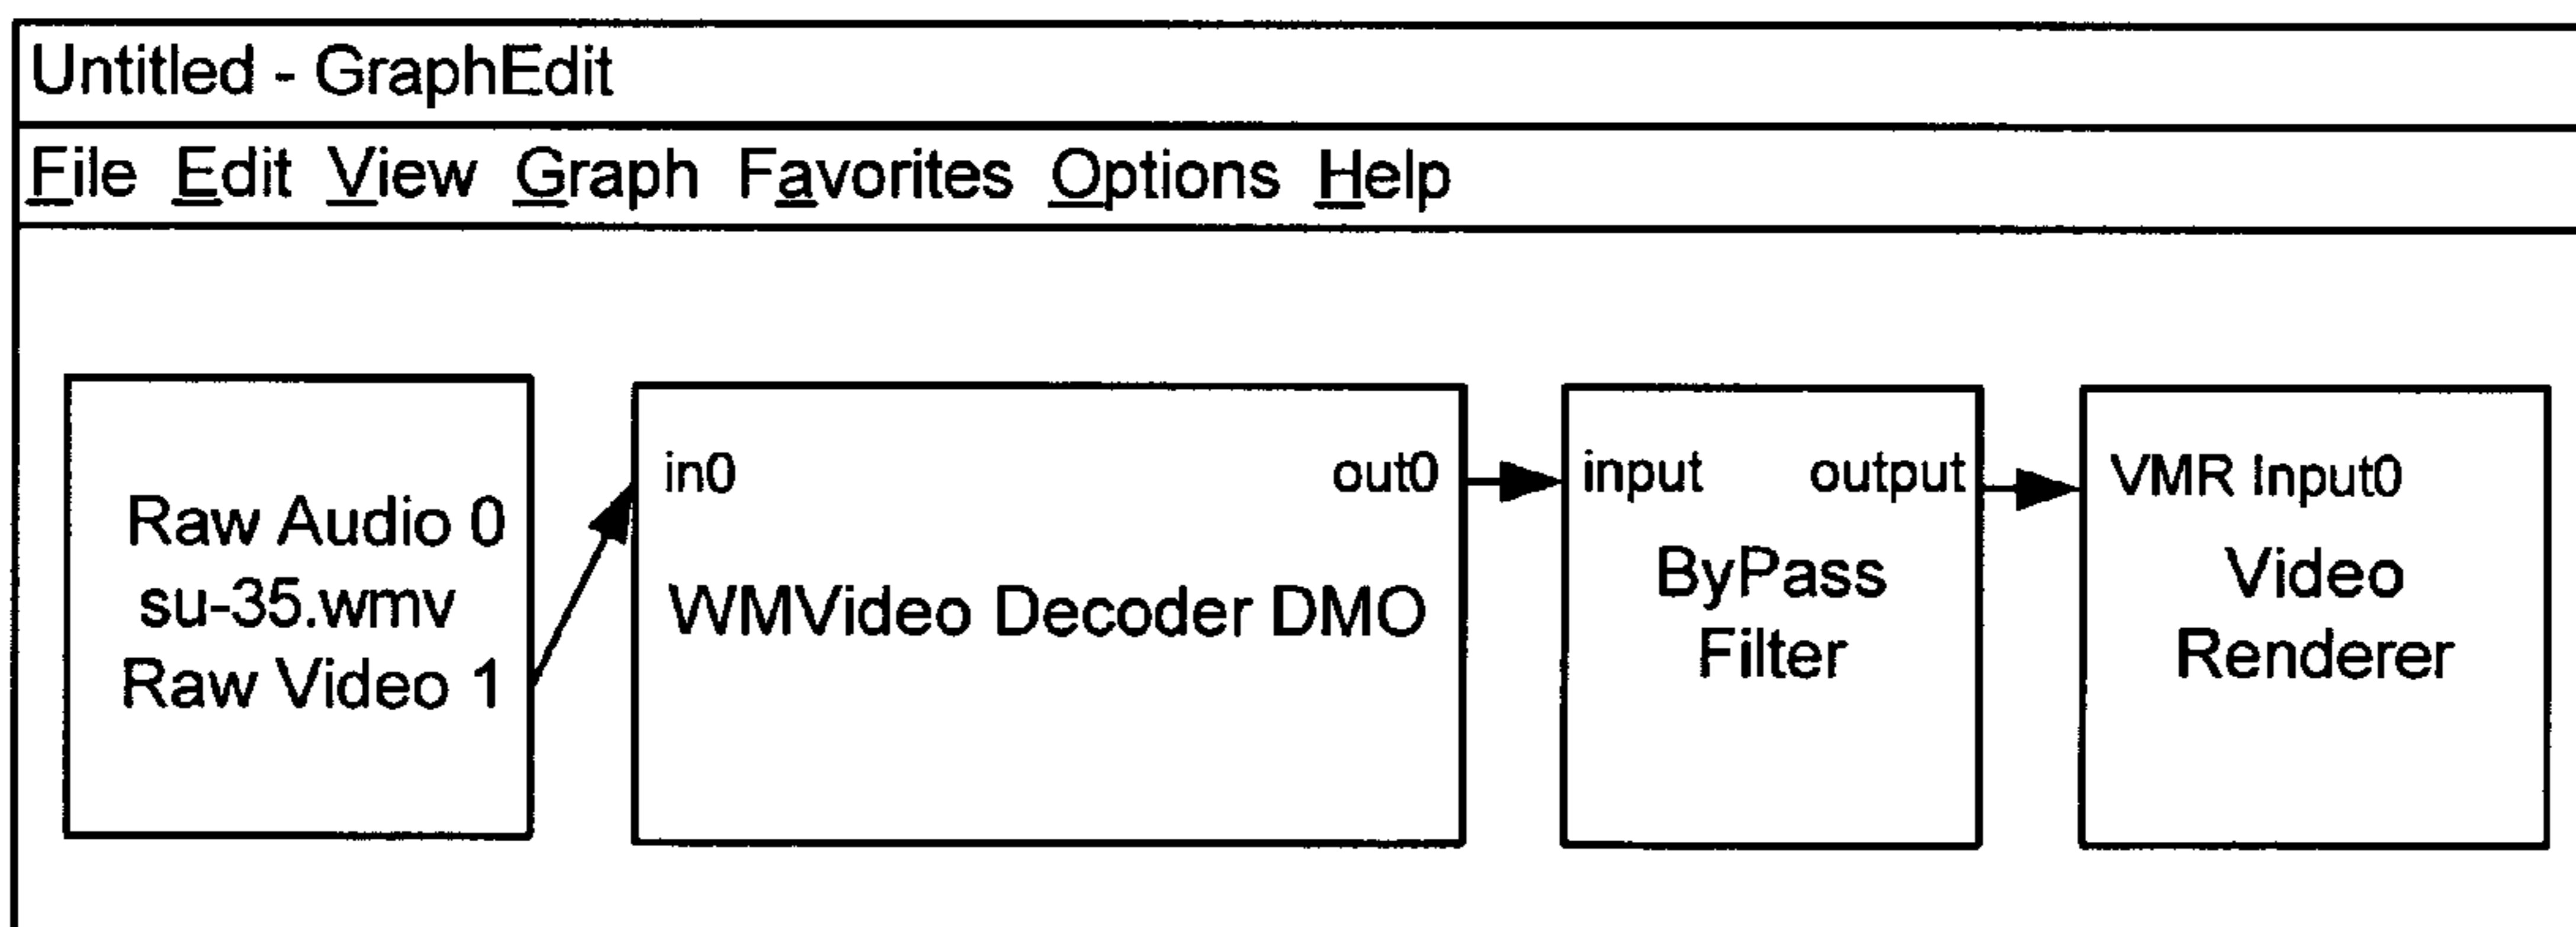 Untitled - GraphEdit
File Edit View Graph Favorites Options Help
Raw Audio 0
su-35.wmv
Raw Video 1
in0 out0
WMVideo Decoder DMO
input output
ByPass
Filter
VMR Input0
Video
Renderer